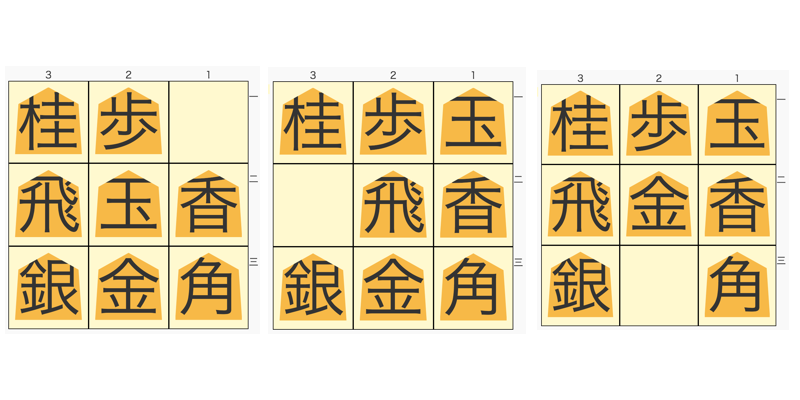 3 2 1
桂 歩 一
飛 玉 香 二
銀 金 角 三
3 2 1
桂 歩 玉 一
飛 香 二
銀 金 角 三
3 2 1
桂 歩 玉 一
飛 金 香 二
銀 角 三